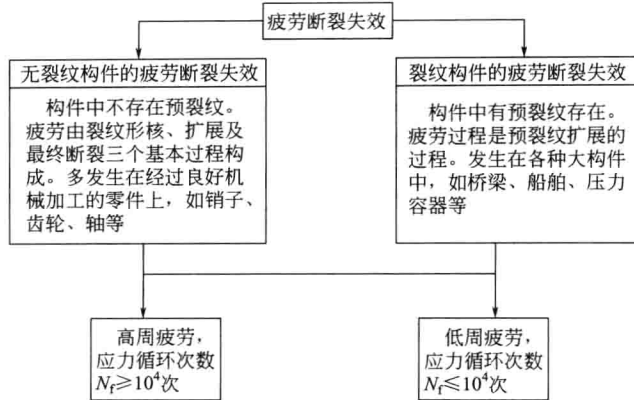 疲劳断裂失效
无裂纹构件的疲劳断裂失效
构件中不存在预裂纹。
疲劳由裂纹形核、扩展及
最终断裂三个基本过程构
成。多发生在经过良好机
械加工的零件上，如销子、
齿轮、轴等
裂纹构件的疲劳断裂失效
构件中有预裂纹存在。
疲劳过程是预裂纹扩展的
过程。发生在各种大构件
中，如桥梁、船舶、压力
容器等
高周疲劳，
应力循环次数
N_f≥10⁴次
低周疲劳，
应力循环次数
N_f≤10⁴次